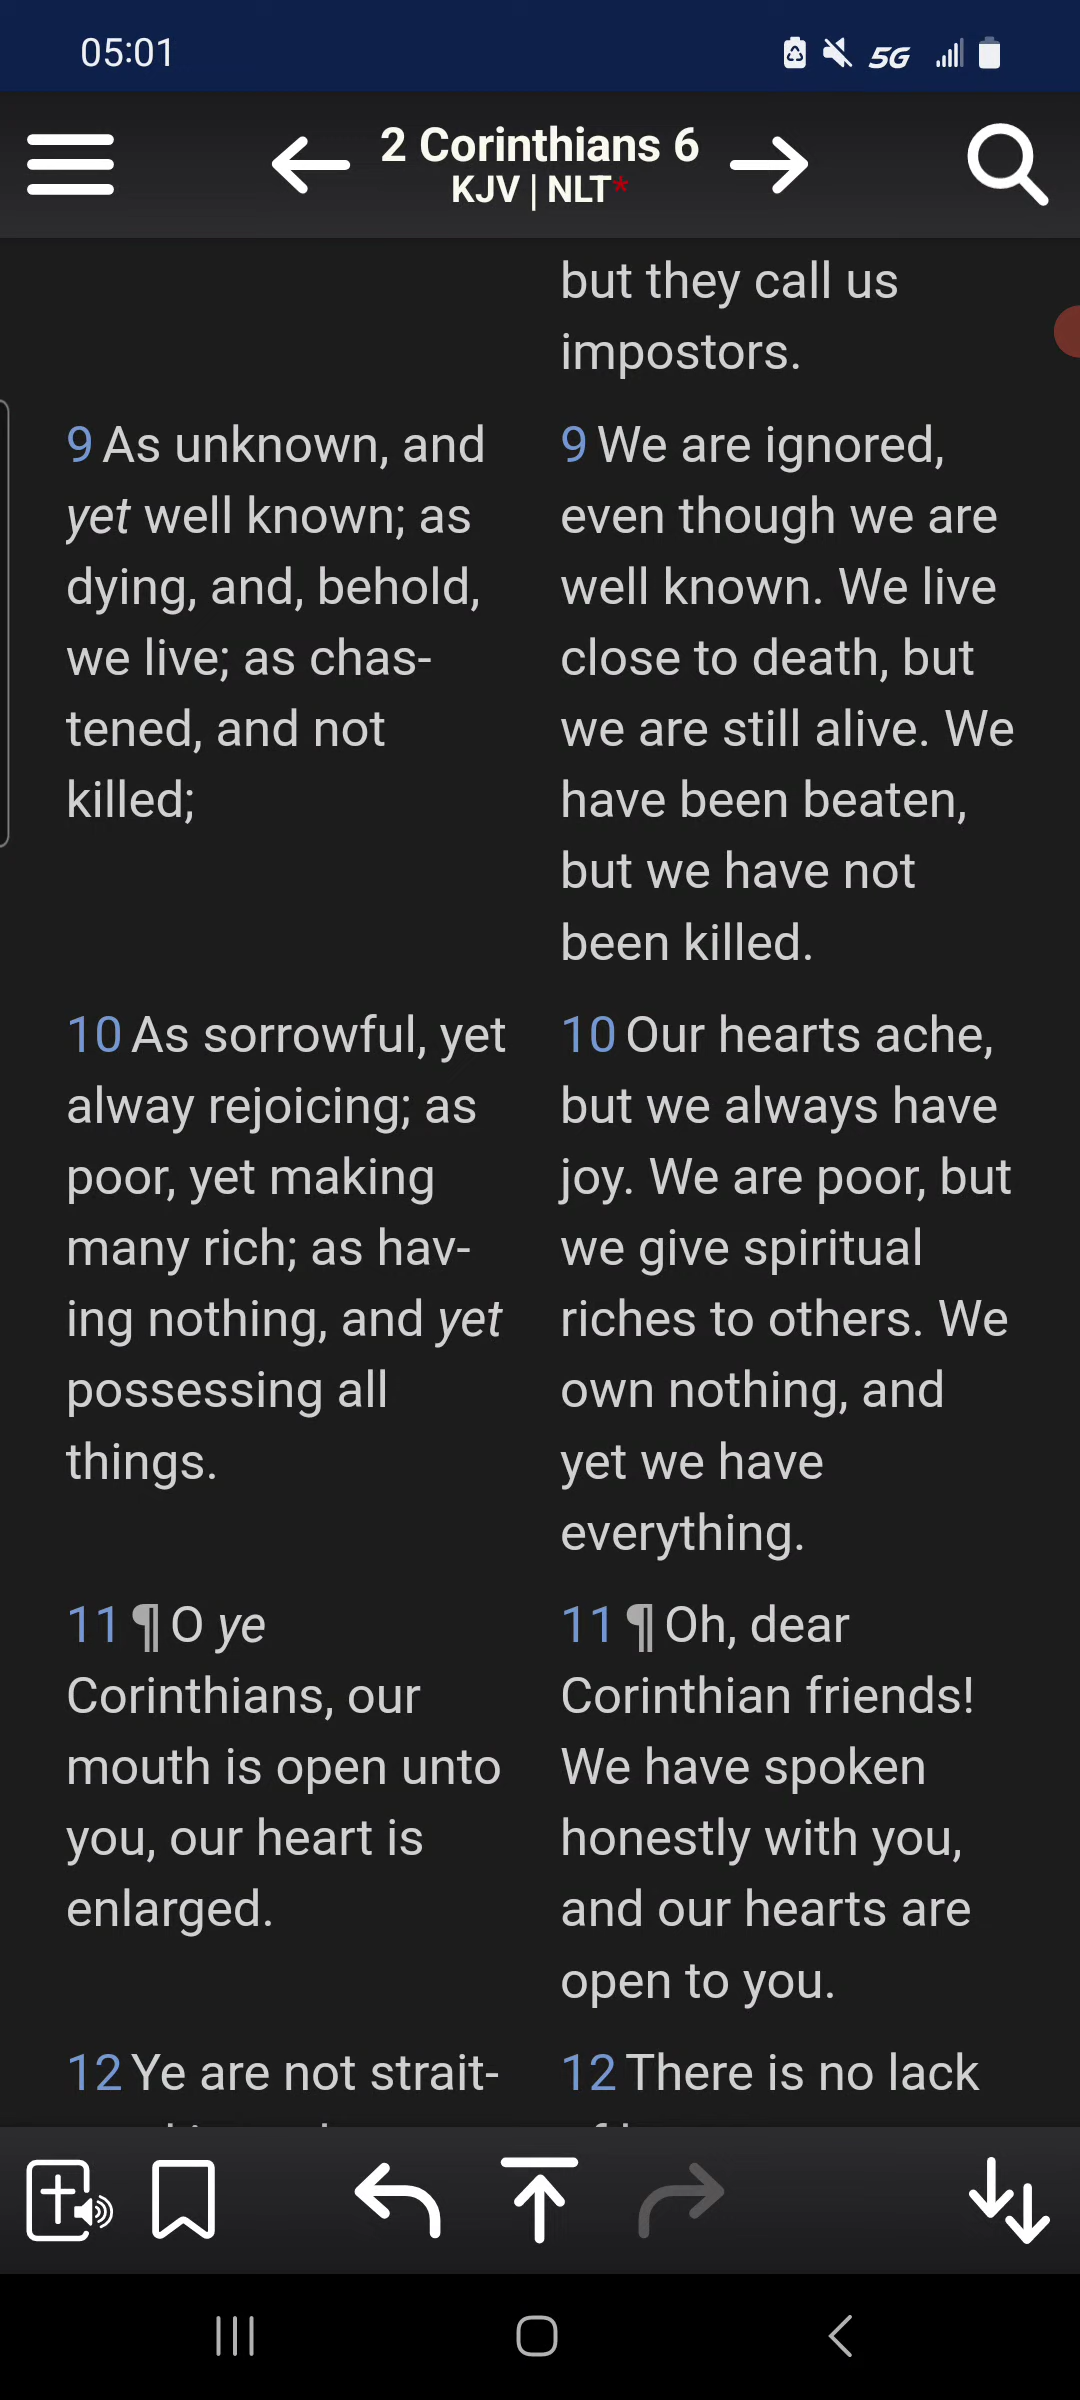 05:01
5G
2 Corinthians 6
KJV | NLT*
but they call us
impostors.
9 As unknown, and
yet well known; as
dying, and, behold,
we live; as chas-
tened, and not
killed;
9 We are ignored,
even though we are
well known. We live
close to death, but
we are still alive. We
have been beaten,
but we have not
been killed.
10 As sorrowful, yet
alway rejoicing; as
poor, yet making
many rich; as hav-
ing nothing, and yet
possessing all
things.
10 Our hearts ache,
but we always have
joy. We are poor, but
we give spiritual
riches to others. We
own nothing, and
yet we have
everything.
11 ¶ O ye
Corinthians, our
mouth is open unto
you, our heart is
enlarged.
11 ¶ Oh, dear
Corinthian friends!
We have spoken
honestly with you,
and our hearts are
open to you.
12 Ye are not strait-
12 There is no lack